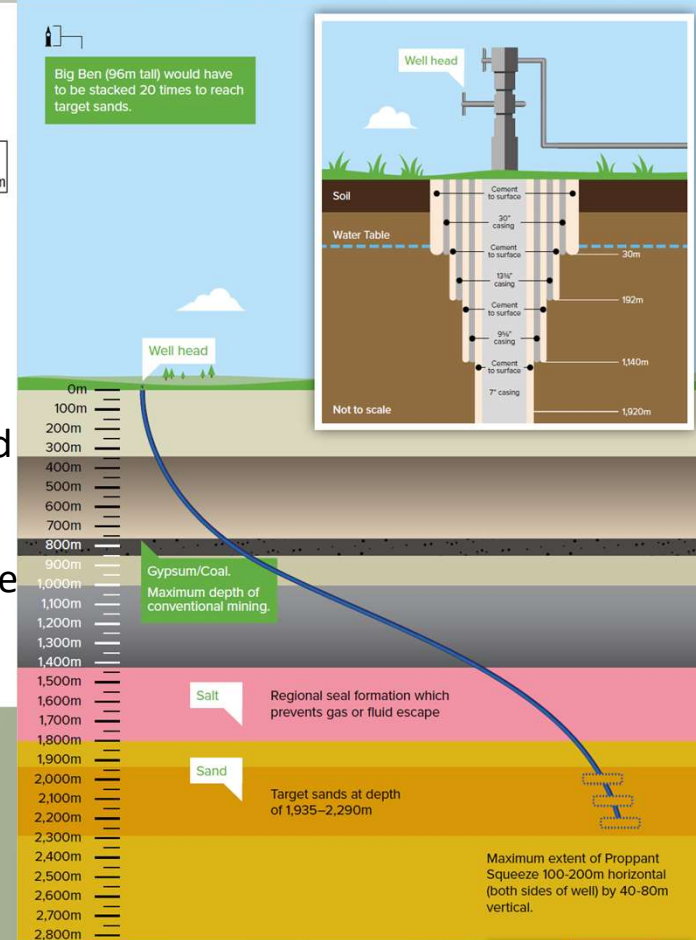 Big Ben (96m tall) would have
to be stacked 20 times to reach
target sands.
Well head
Soil
Water Table
Cement
to surface
30"
casing
Cement
to surface
13⅜"
casing
Cement
to surface
9⅝"
casing
Cement
to surface
7" casing
30m
192m
1,140m
1,920m
Not to scale
Well head
0m
100m
200m
300m
400m
500m
600m
700m
800m
900m
1,000m
1,100m
1,200m
1,300m
1,400m
1,500m
1,600m
1,700m
1,800m
1,900m
2,000m
2,100m
2,200m
2,300m
2,400m
2,500m
2,600m
2,700m
2,800m
Gypsum/Coal.
Maximum depth of
conventional mining.
Salt
Regional seal formation which
prevents gas or fluid escape
Sand
Target sands at depth
of 1,935–2,290m
Maximum extent of Proppant
Squeeze 100-200m horizontal
(both sides of well) by 40-80m
vertical.